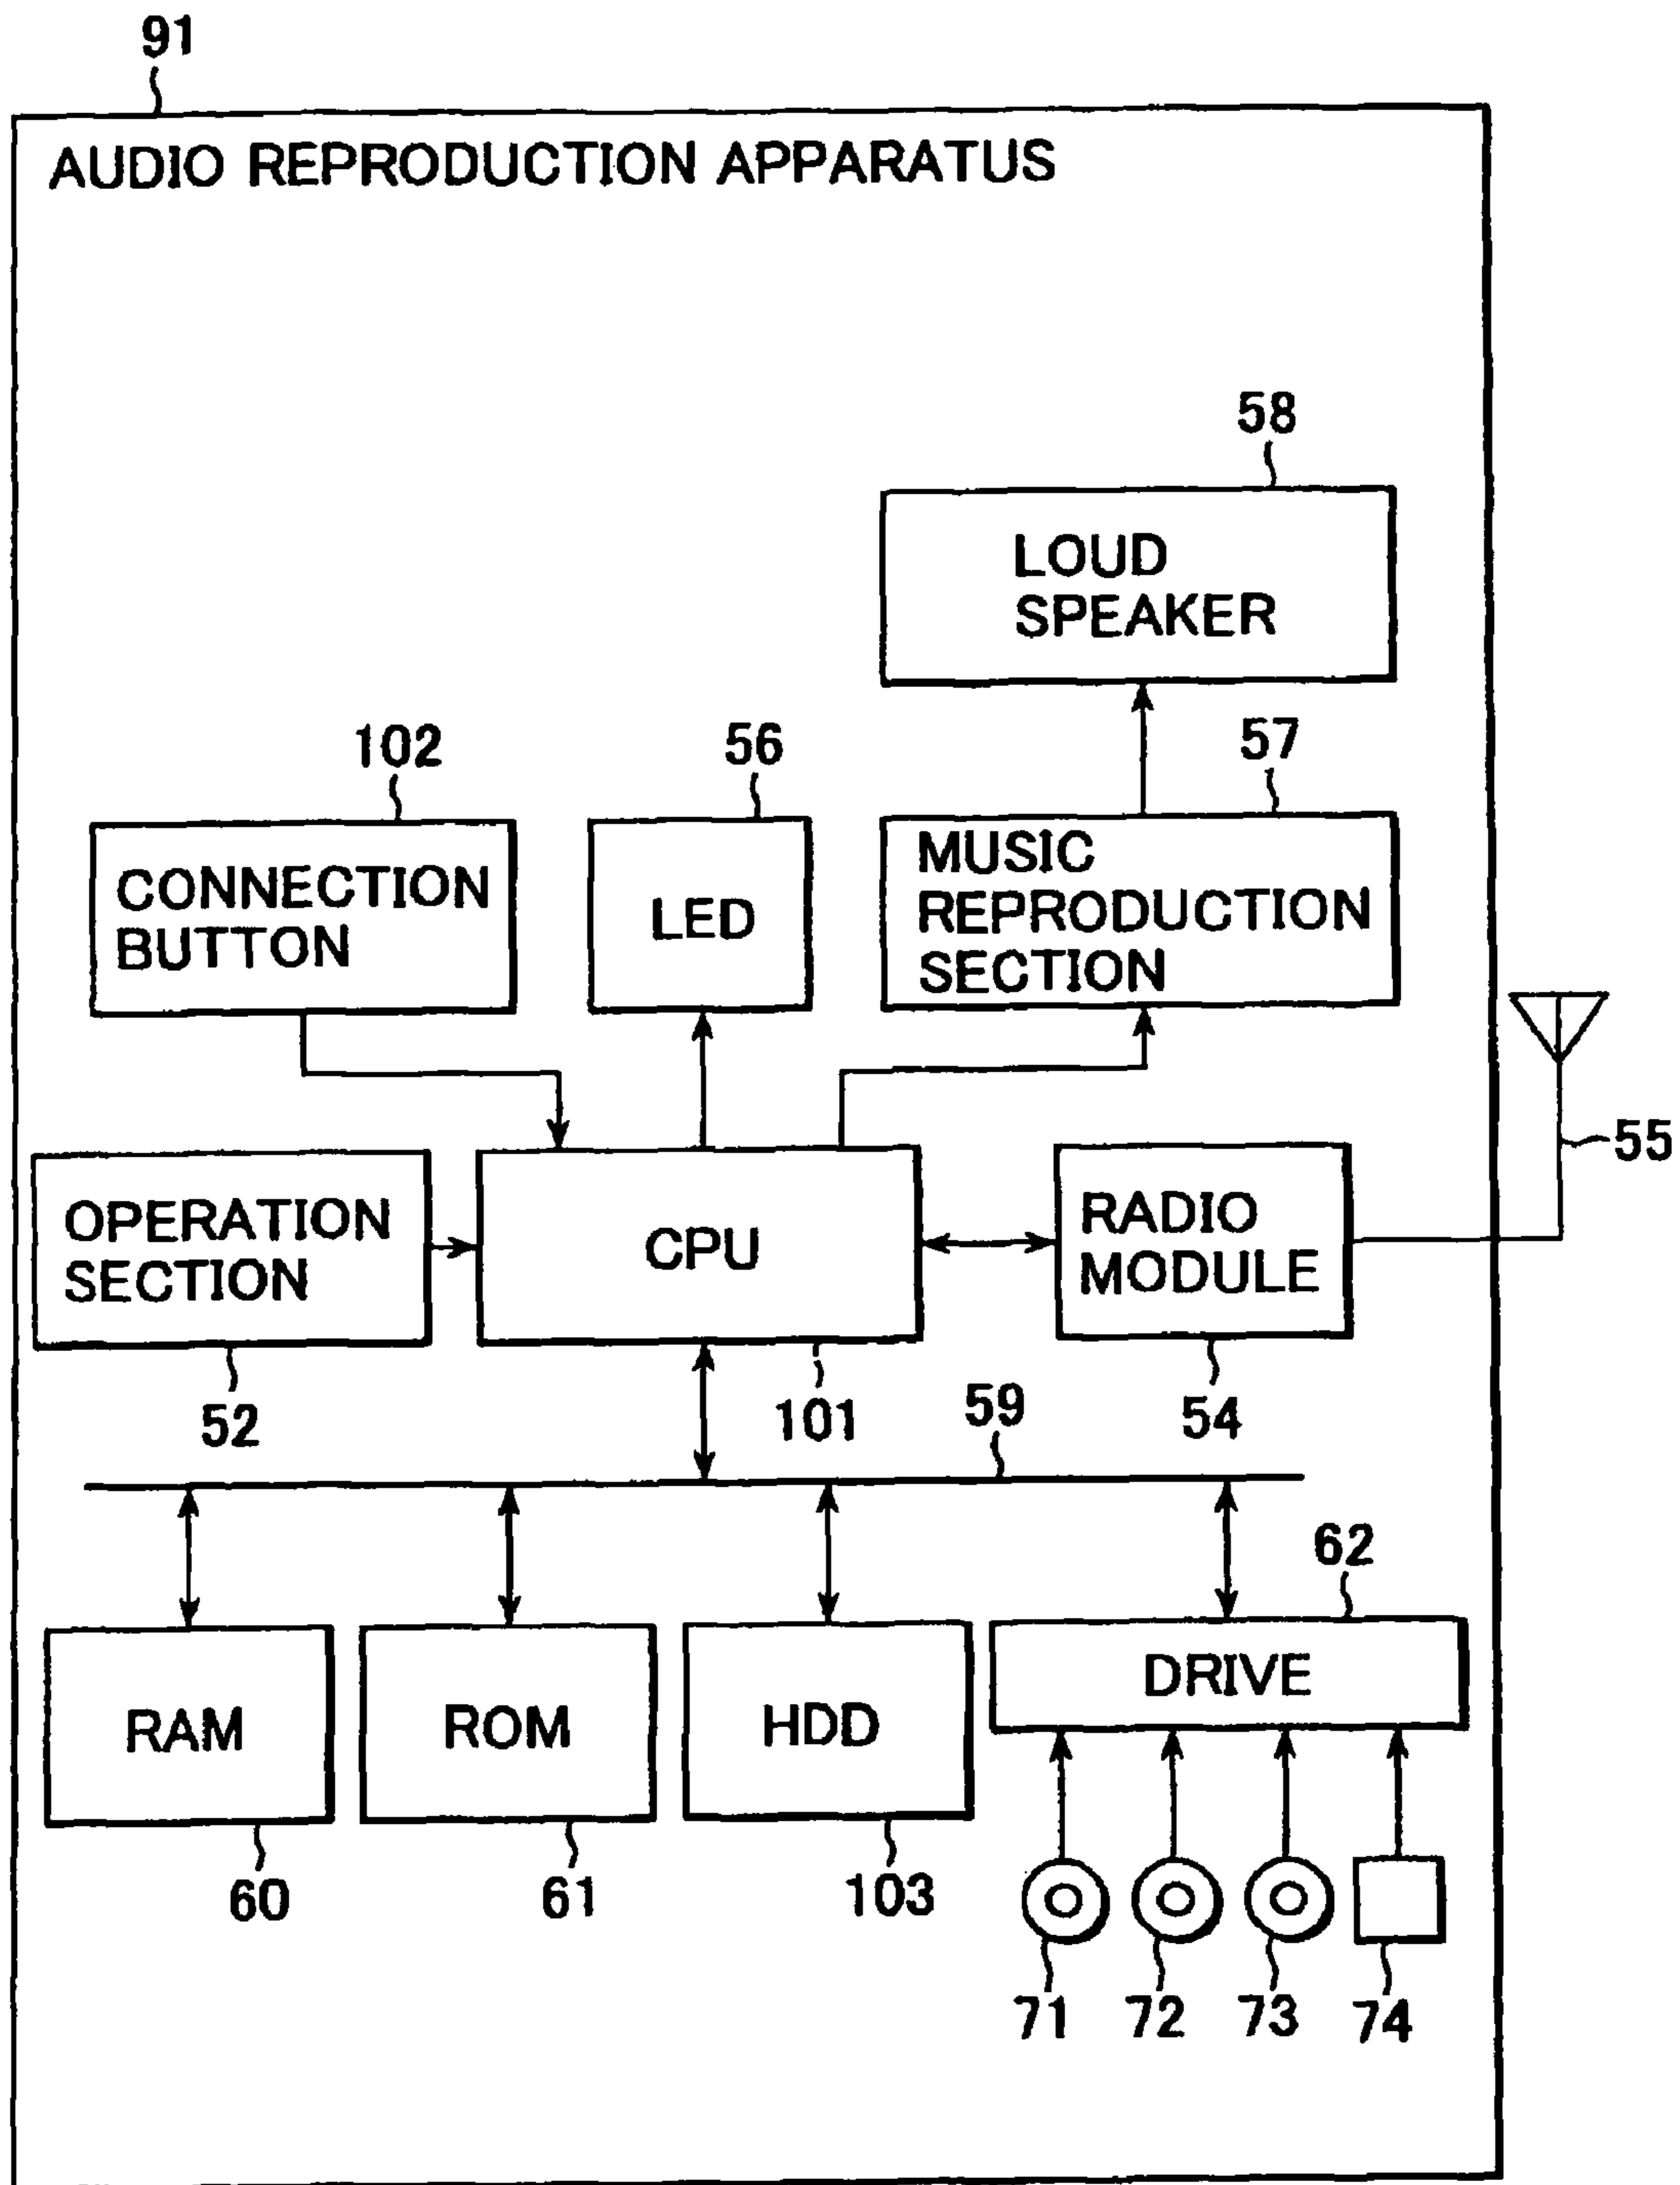 91
AUDIO REPRODUCTION APPARATUS
58
LOUD
SPEAKER
102
56
57
CONNECTION
BUTTON
LED
MUSIC
REPRODUCTION
SECTION
55
OPERATION
SECTION
CPU
RADIO
MODULE
52
101
59
54
62
RAM
ROM
HDD
DRIVE
60
61
103
71
72
73
74